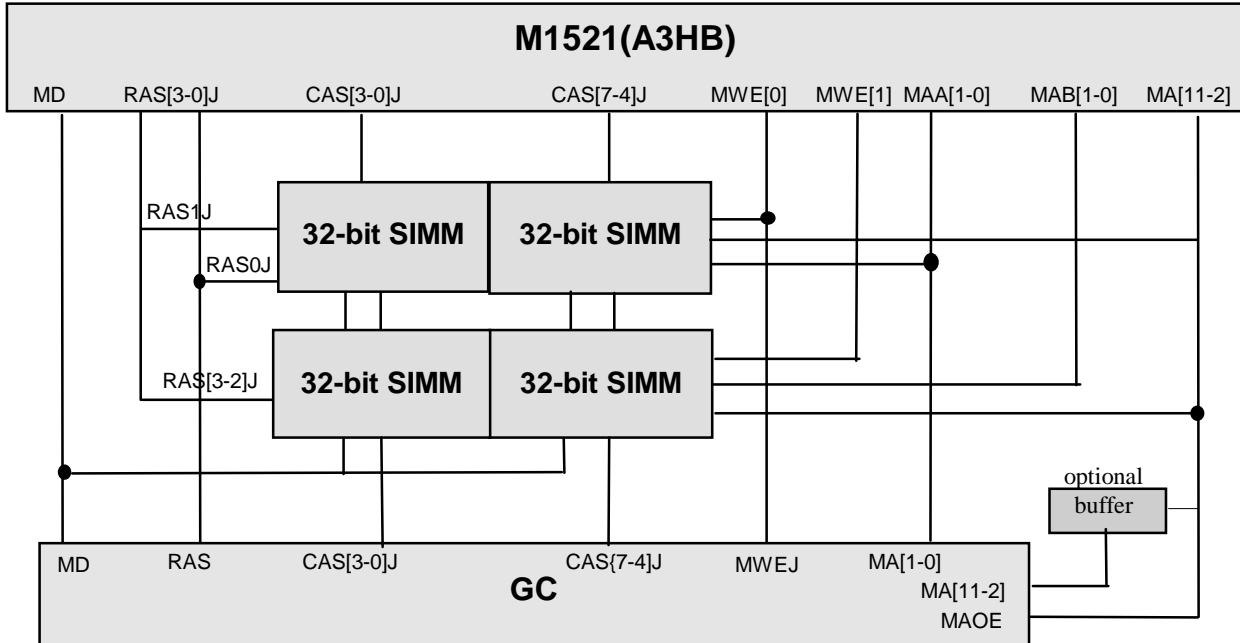 M1521(A3HB)
MD RAS[3-0]J CAS[3-0]J CAS[7-4]J MWE[0] MWE[1] MAA[1-0] MAB[1-0] MA[11-2]
RAS1J
32-bit SIMM 32-bit SIMM
RAS0J
RAS[3-2]J
32-bit SIMM 32-bit SIMM
optional
buffer
MD RAS CAS[3-0]J CAS{7-4]J MWEJ MA[1-0]
GC
MA[11-2]
MAOE